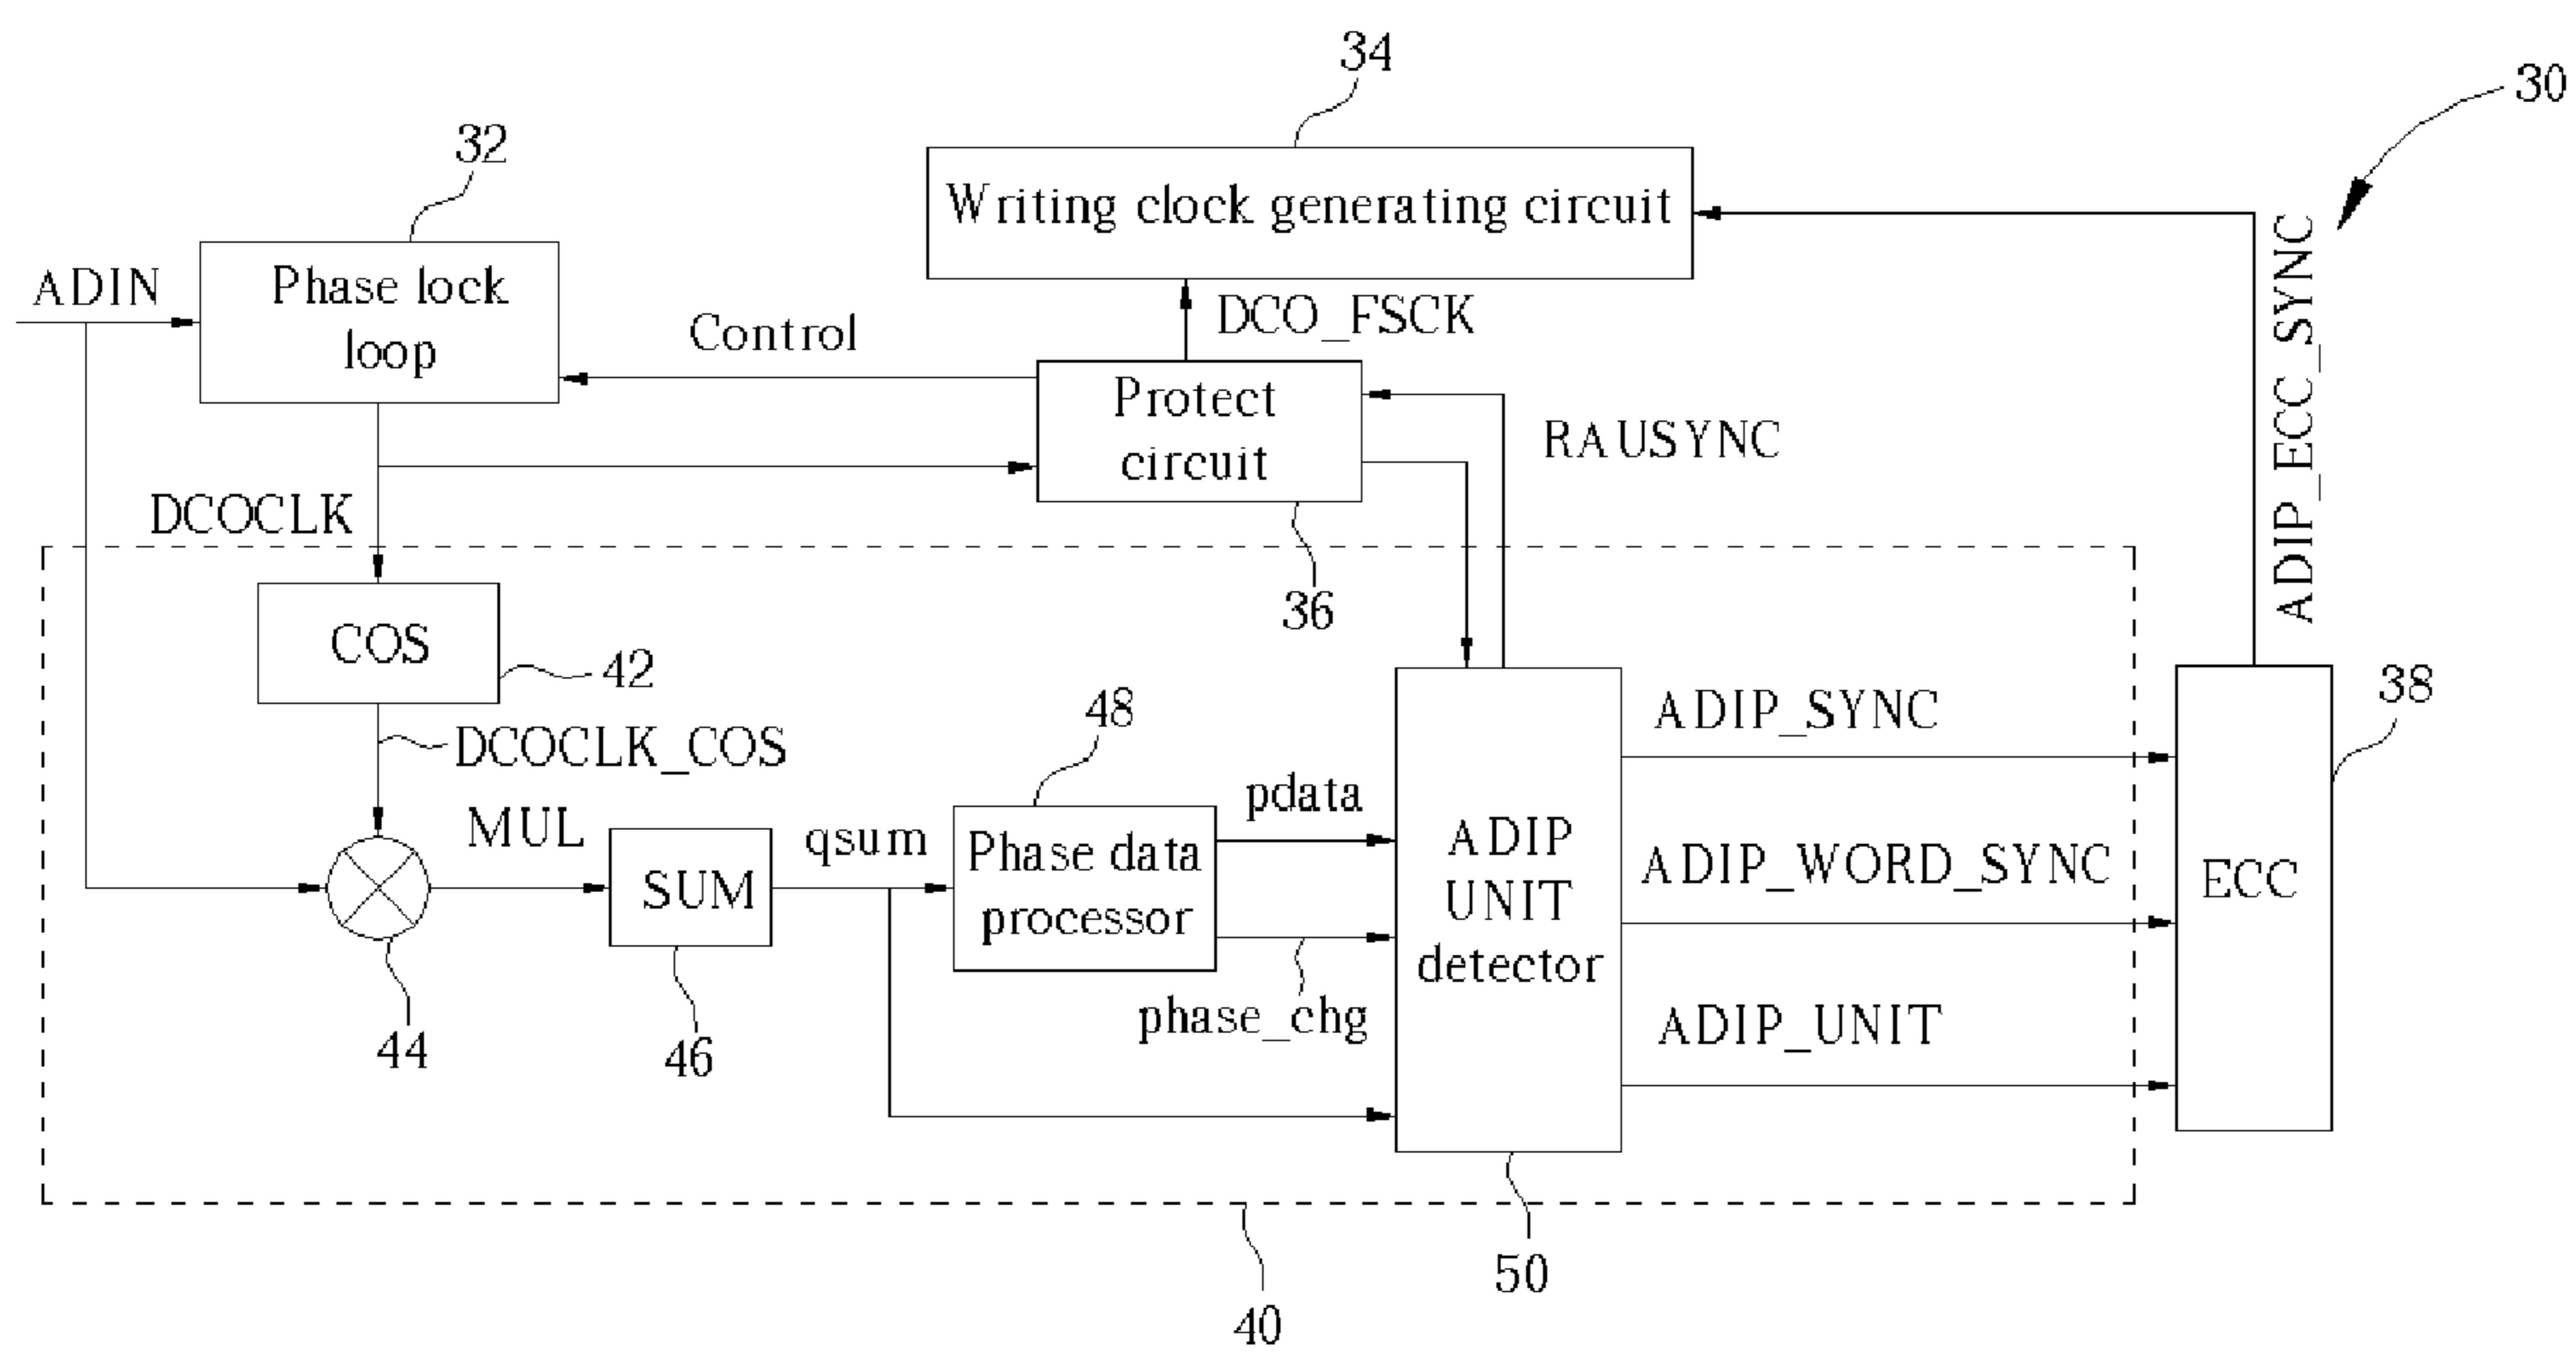 34
30
32
Writing clock generating circuit
ADIN
Phase lock
loop
Control
DCO_FSCK
ADIP_ECC_SYNC
Protect
circuit
RAUSYNC
DCOCLK
36
COS
42
48
38
DCOCLK_COS
ADIP_SYNC
MUL
qsum
pdata
Phase data
processor
ADIP
UNIT
detector
ADIP_WORD_SYNC
ECC
SUM
phase_chg
ADIP_UNIT
44
46
50
40